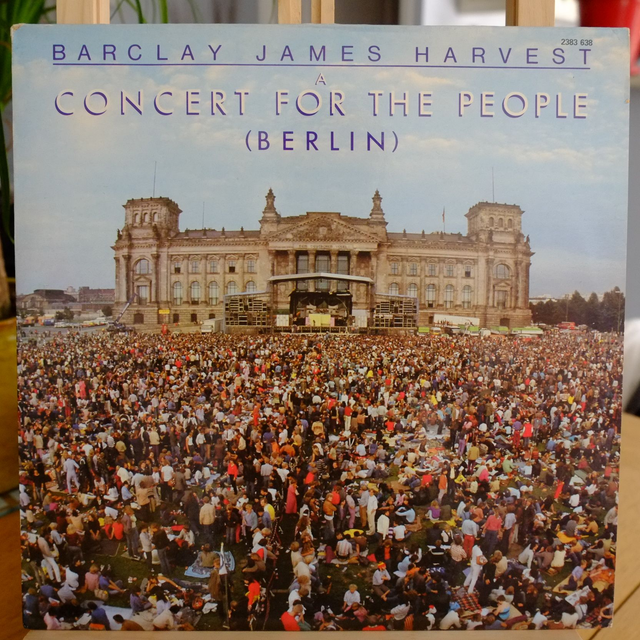 2383 638
BARCLAY JAMES HARVEST
A
CONCERT FOR THE PEOPLE
(BERLIN)